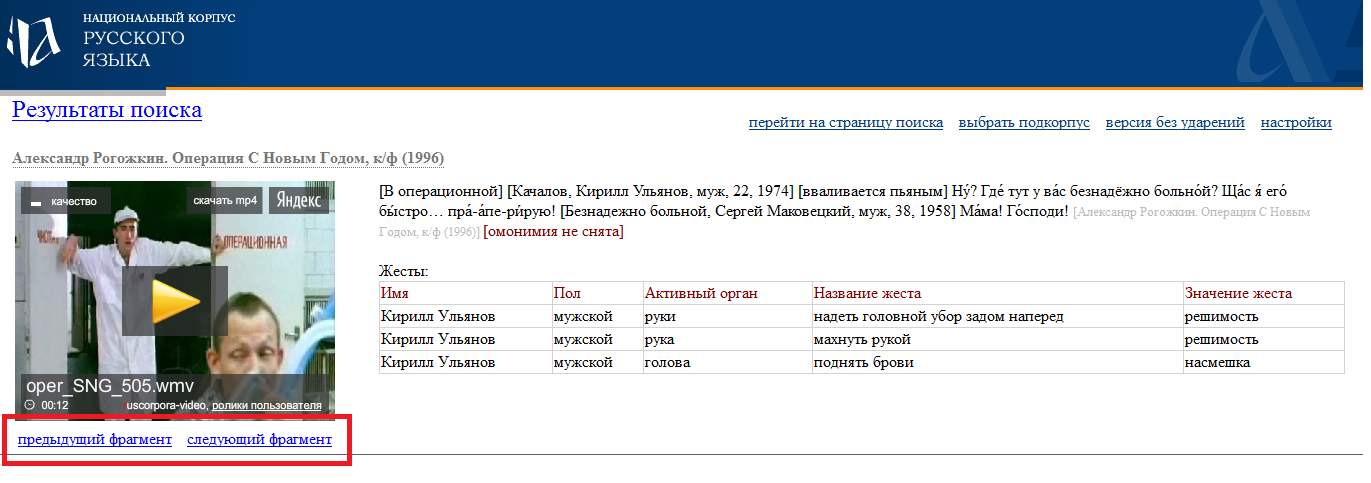 НАЦИОНАЛЬНЫЙ КОРПУС
РУССКОГО
ЯЗЫКА
Результаты поиска
перейти на страницу поиска выбрать подкорпус версия без ударений настройки
Александр Рогожкин. Операция С Новым Годом, к/ф (1996)
качество скачать mp4 Яндекс
ОПЕРАЦИОННАЯ
oper_SNG_505.wmv
00:12 ruscorpora-video, ролики пользователя
предыдущий фрагмент следующий фрагмент
[В операционной] [Качалов, Кирилл Ульянов, муж, 22, 1974] [вваливается пьяным] Ну́? Где́ тут у ва́с безнадёжно больно́й? Ща́с я́ его́
бы́стро… пра́-а́пе-ри́рую! [Безнадежно больной, Сергей Маковецкий, муж, 38, 1958] Ма́ма! Го́споди! [Александр Рогожкин. Операция С Новым
Годом, к/ф (1996)] [омонимия не снята]
Жесты:
Имя Пол Активный орган Название жеста Значение жеста
Кирилл Ульянов мужской руки надеть головной убор задом наперед решимость
Кирилл Ульянов мужской рука махнуть рукой решимость
Кирилл Ульянов мужской голова поднять брови насмешка